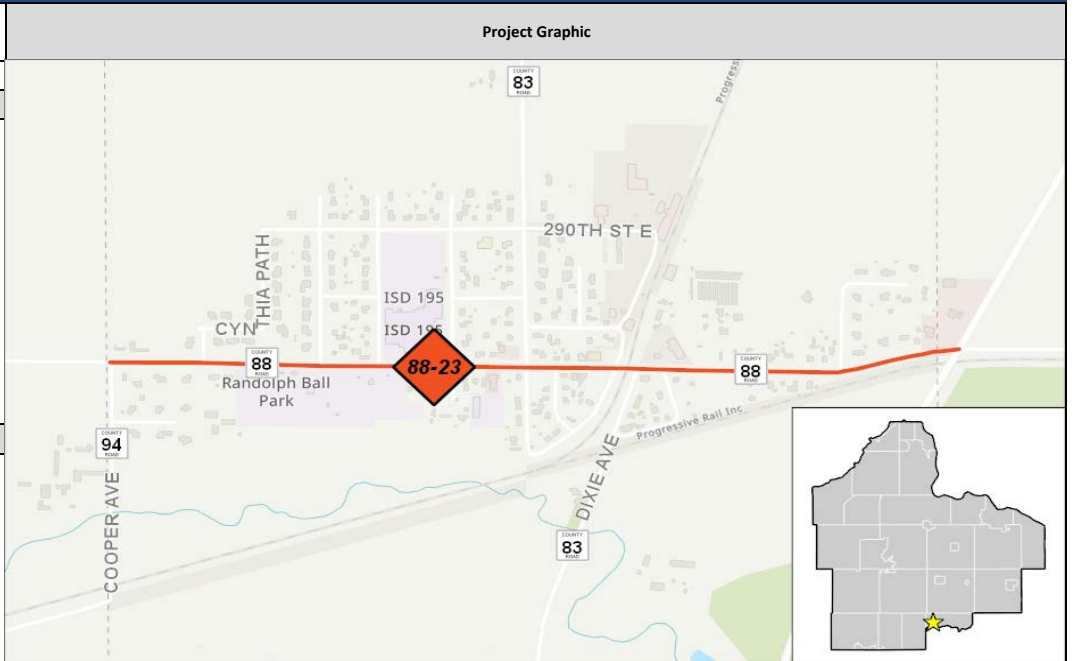 Project Graphic
COUNTY
83
ROAD
Progress
290TH ST E
THIA PATH
CYN
ISD 195
ISD 195
COUNTY
88
ROAD
88-23
COUNTY
88
ROAD
Randolph Ball
Park
Progressive Rail Inc
COUNTY
94
ROAD
COOPER AVE
DIXIE AVE
COUNTY
83
ROAD